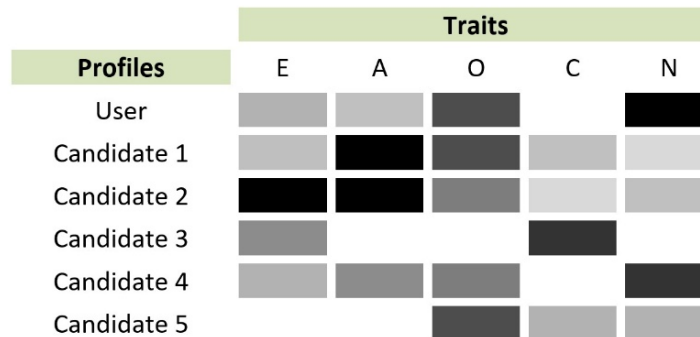 Traits
Profiles E A O C N
User
Candidate 1
Candidate 2
Candidate 3
Candidate 4
Candidate 5